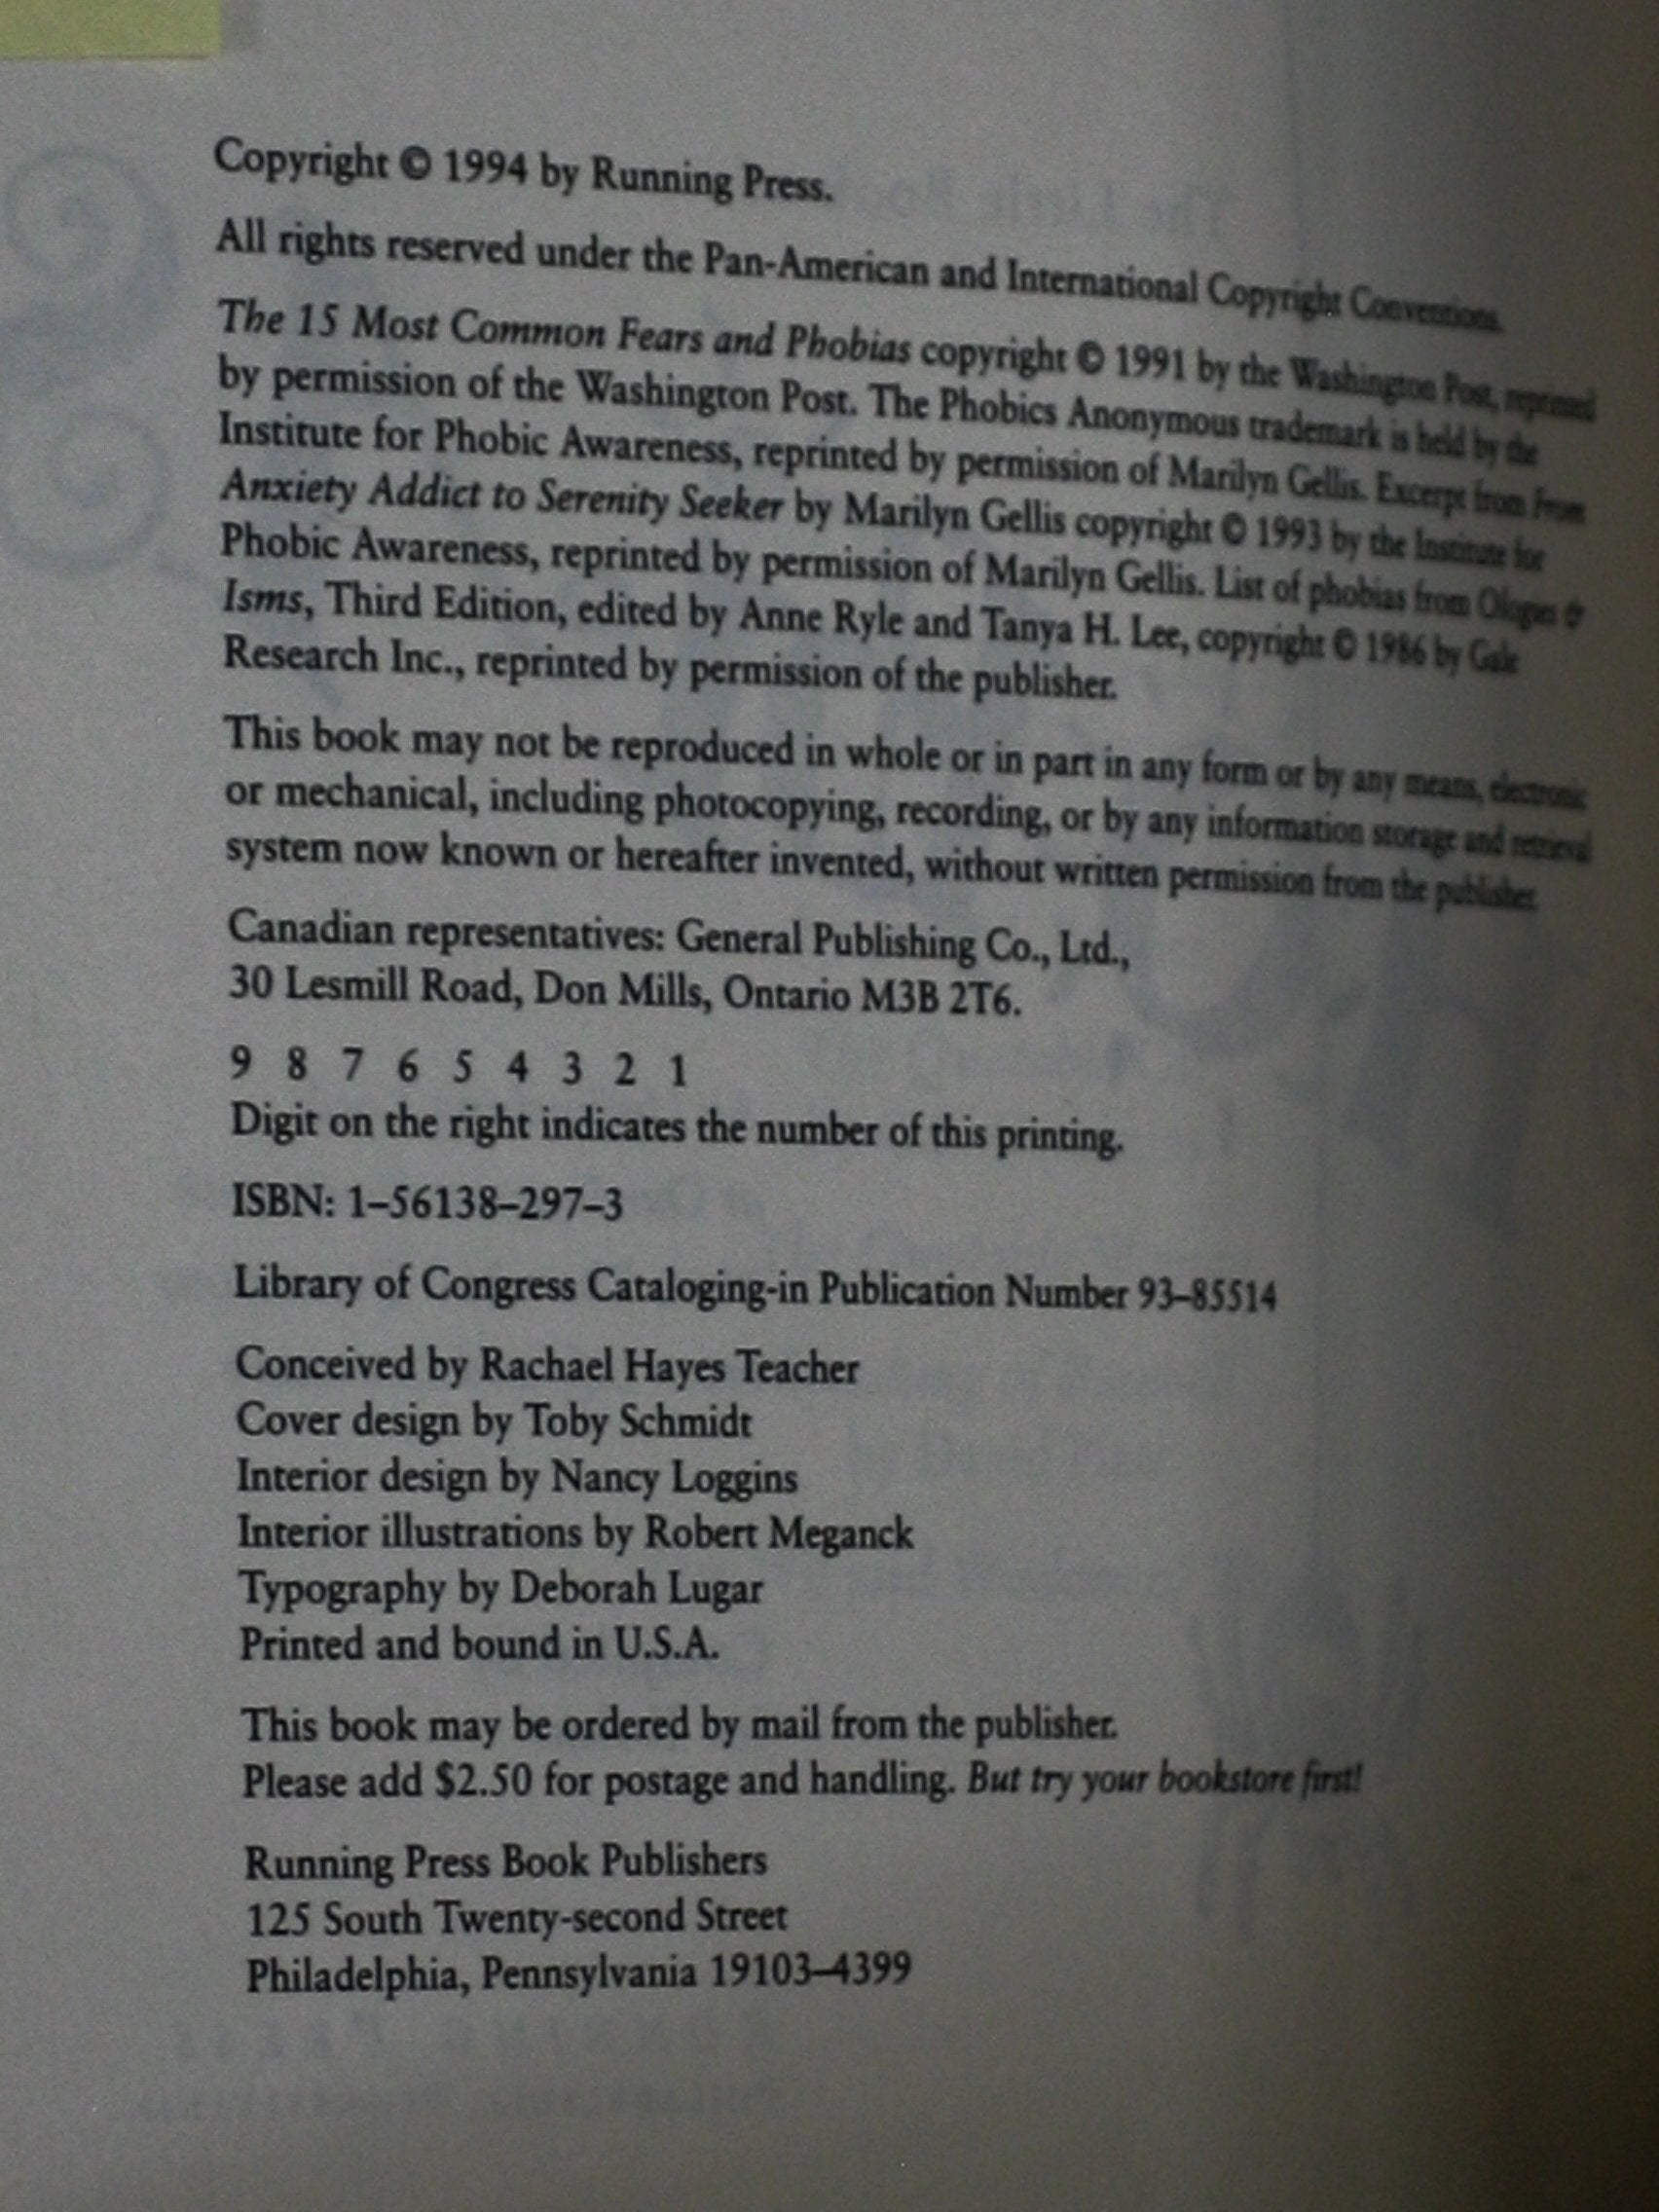 Copyright © 1994 by Running Press.
All rights reserved under the Pan-American and International Copyright Conventions.
The 15 Most Common Fears and Phobias copyright © 1991 by the Washington Post, reprinted
by permission of the Washington Post. The Phobics Anonymous trademark is held by the
Institute for Phobic Awareness, reprinted by permission of Marilyn Gellis. Excerpt from From
Anxiety Addict to Serenity Seeker by Marilyn Gellis copyright © 1993 by the Institute for
Phobic Awareness, reprinted by permission of Marilyn Gellis. List of phobias from Ologies &
Isms, Third Edition, edited by Anne Ryle and Tanya H. Lee, copyright © 1986 by Gale
Research Inc., reprinted by permission of the publisher.
This book may not be reproduced in whole or in part in any form or by any means, electronic
or mechanical, including photocopying, recording, or by any information storage and retrieval
system now known or hereafter invented, without written permission from the publisher.
Canadian representatives: General Publishing Co., Ltd.,
30 Lesmill Road, Don Mills, Ontario M3B 2T6.
9 8 7 6 5 4 3 2 1
Digit on the right indicates the number of this printing.
ISBN: 1–56138–297–3
Library of Congress Cataloging-in Publication Number 93–85514
Conceived by Rachael Hayes Teacher
Cover design by Toby Schmidt
Interior design by Nancy Loggins
Interior illustrations by Robert Meganck
Typography by Deborah Lugar
Printed and bound in U.S.A.
This book may be ordered by mail from the publisher.
Please add $2.50 for postage and handling. But try your bookstore first!
Running Press Book Publishers
125 South Twenty-second Street
Philadelphia, Pennsylvania 19103–4399